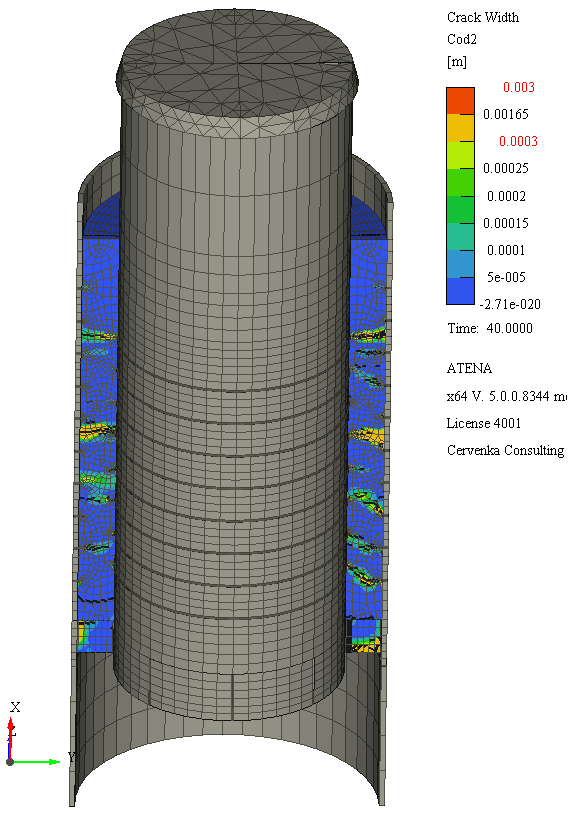 Crack Width
Cod2
[m]
0.003
0.00165
0.0003
0.00025
0.0002
0.00015
0.0001
5e-005
-2.71e-020
Time: 40.0000
ATENA
x64 V. 5.0.0.8344
License 4001
Cervenka Consulting
X
Z
Y